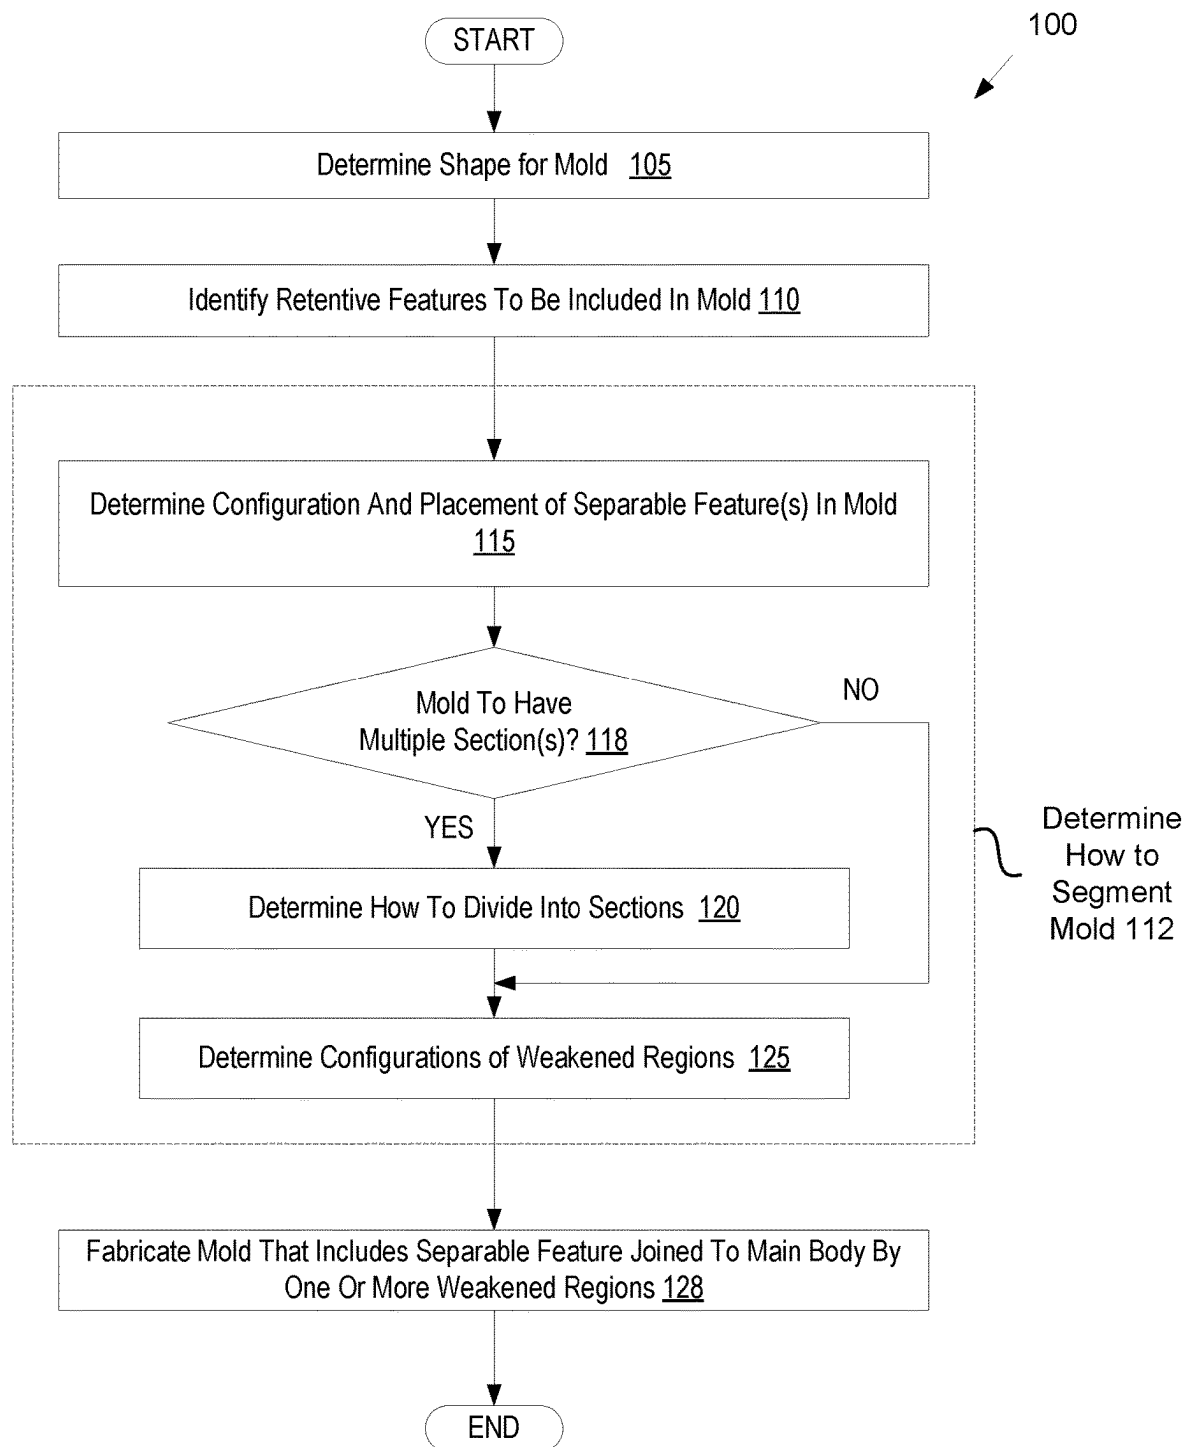 100
START
Determine Shape for Mold 105
Identify Retentive Features To Be Included In Mold 110
Determine Configuration And Placement of Separable Feature(s) In Mold
115
Mold To Have
Multiple Section(s)? 118
NO
YES
Determine How To Divide Into Sections 120
Determine Configurations of Weakened Regions 125
Determine
How to
Segment
Mold 112
Fabricate Mold That Includes Separable Feature Joined To Main Body By
One Or More Weakened Regions 128
END